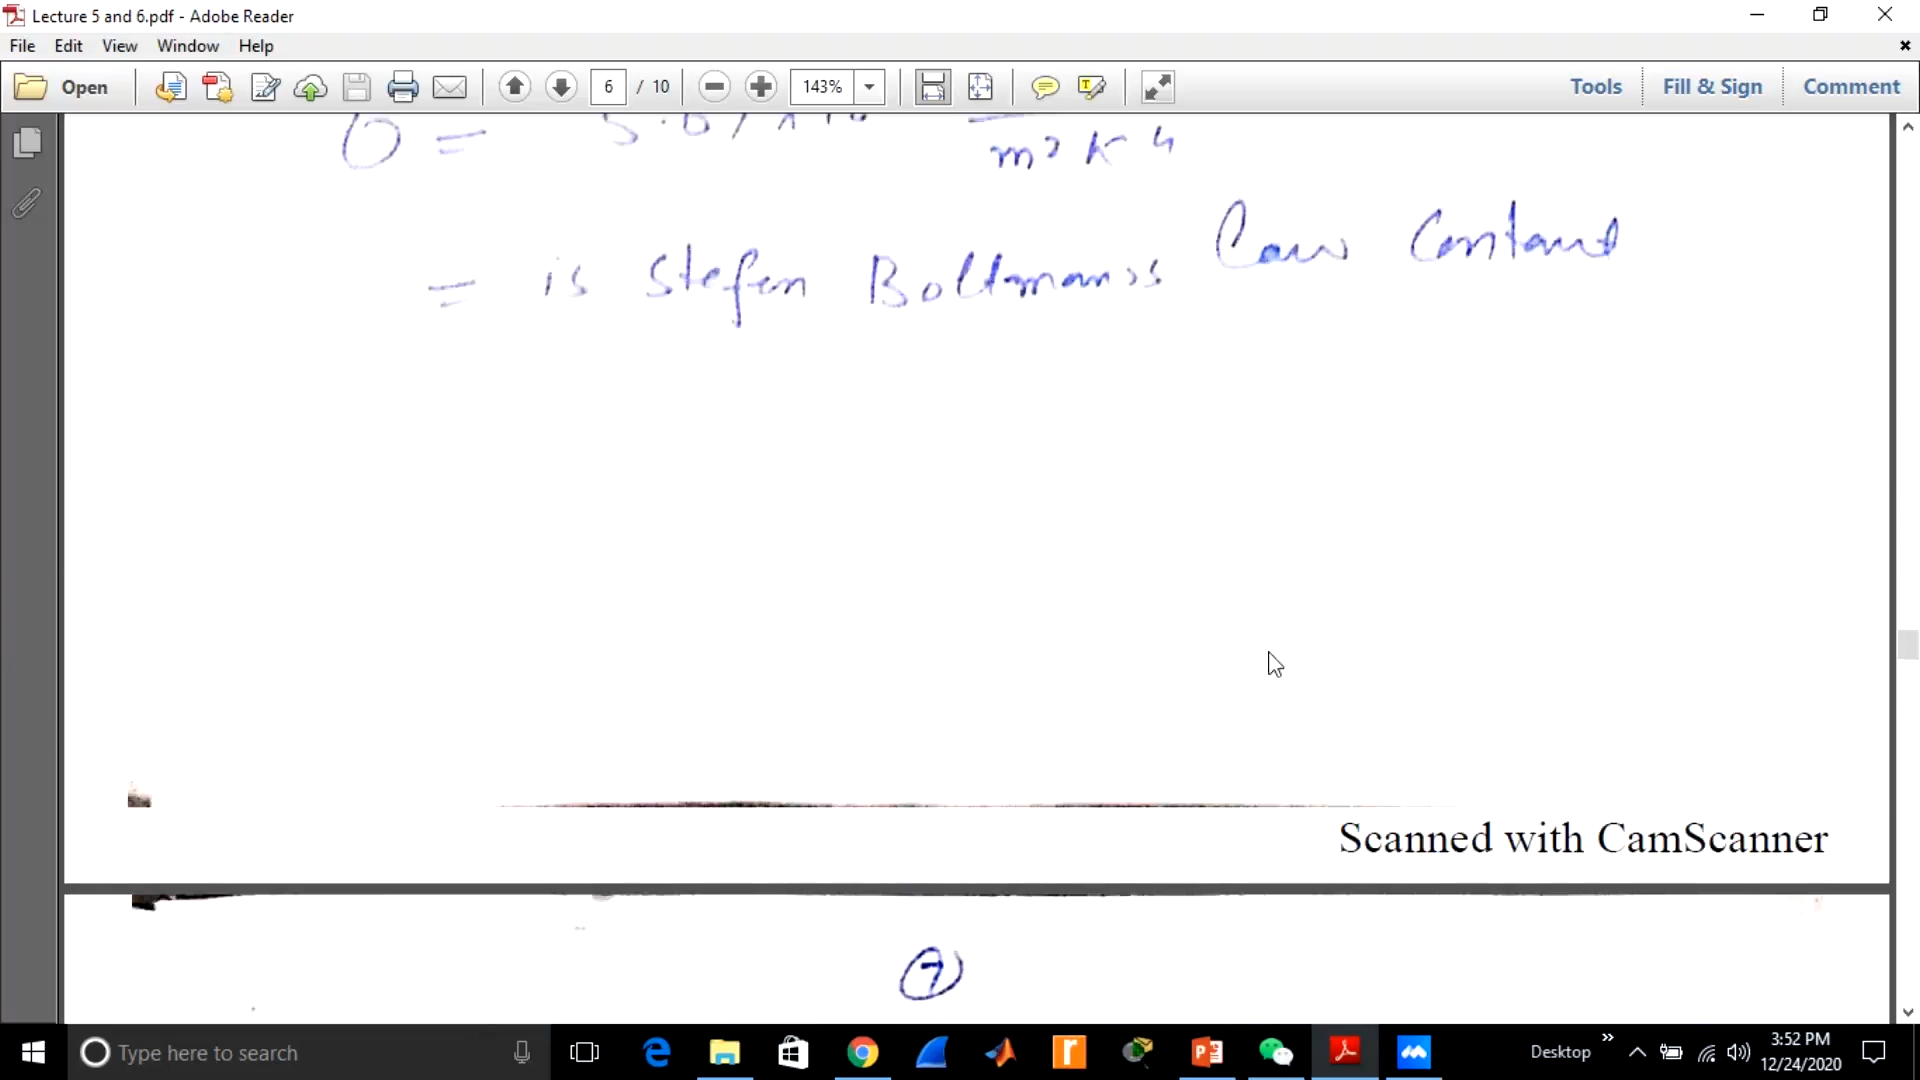 Lecture 5 and 6.pdf - Adobe Reader
File Edit View Window Help
Open 6 / 10 143% Tools Fill & Sign Comment
σ =
m² K 4
= is Stefen Boltzmans Law Constant
Scanned with CamScanner
7
Type here to search Desktop 3:52 PM
12/24/2020